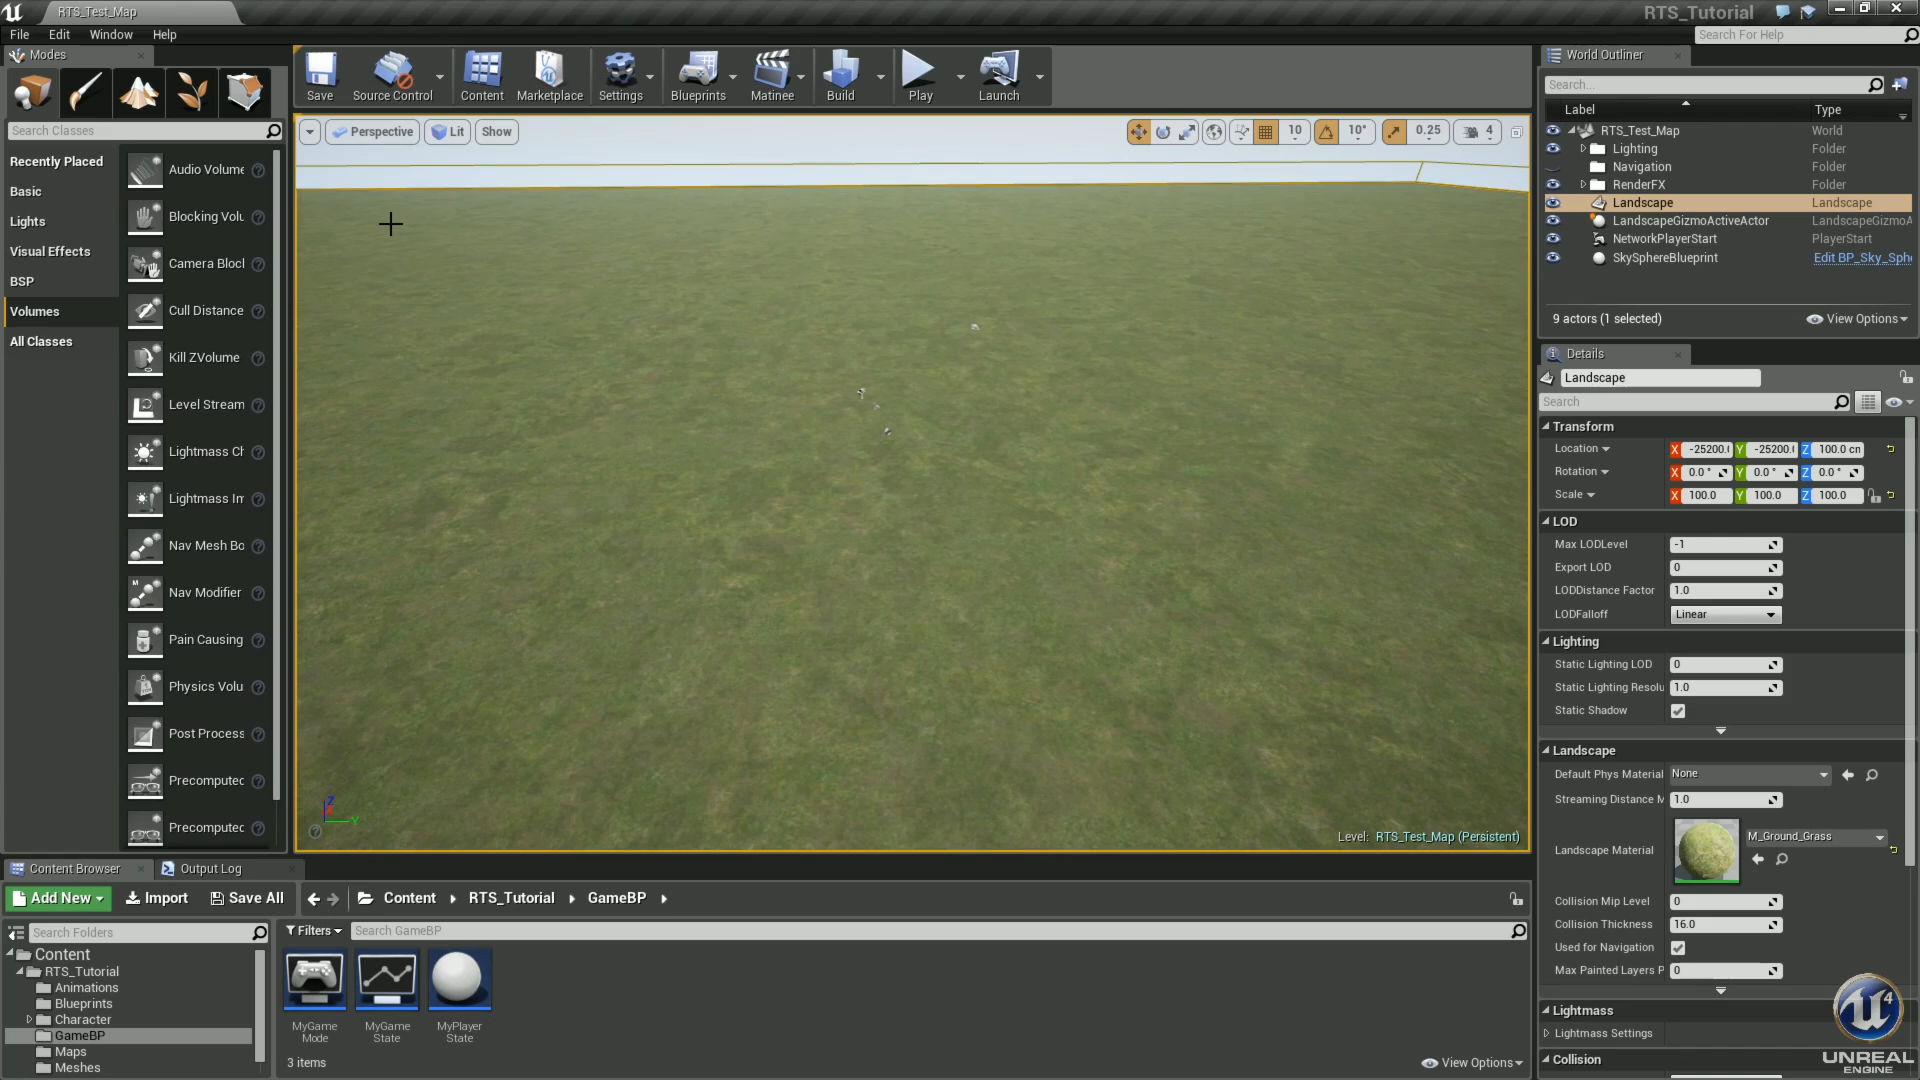 RTS_Test_Map
RTS_Tutorial
File Edit Window Help
Search For Help
Modes
Save
Source Control
Content
Marketplace
Settings
Blueprints
Matinee
Build
Play
Launch
Search Classes
Recently Placed
Basic
Lights
Visual Effects
BSP
Volumes
All Classes
Audio Volume
Blocking Volu
Camera Block
Cull Distance
Kill ZVolume
Level Stream
Lightmass Ch
Lightmass Im
Nav Mesh Bo
Nav Modifier
Pain Causing
Physics Volu
Post Process
Precomputed
Precomputed
Perspective
Lit
Show
10
10°
0.25
4
Z
Y
Level: RTS_Test_Map (Persistent)
World Outliner
Search...
Label Type
RTS_Test_Map World
Lighting Folder
Navigation Folder
RenderFX Folder
Landscape Landscape
LandscapeGizmoActiveActor LandscapeGizmoA
NetworkPlayerStart PlayerStart
SkySphereBlueprint Edit BP_Sky_Sphe
9 actors (1 selected)
View Options
Details
Landscape
Search
Transform
Location X -25200.0 Y -25200.0 Z 100.0 cm
Rotation X 0.0 ° Y 0.0 ° Z 0.0 °
Scale X 100.0 Y 100.0 Z 100.0
LOD
Max LODLevel -1
Export LOD 0
LODDistance Factor 1.0
LODFalloff Linear
Lighting
Static Lighting LOD 0
Static Lighting Resolu 1.0
Static Shadow
Landscape
Default Phys Material None
Streaming Distance M 1.0
Landscape Material M_Ground_Grass
Collision Mip Level 0
Collision Thickness 16.0
Used for Navigation
Max Painted Layers P 0
Lightmass
Lightmass Settings
Collision
4
UNREAL
ENGINE
Content Browser
Output Log
Add New
Import
Save All
Content RTS_Tutorial GameBP
Search Folders
Filters
Search GameBP
Content
RTS_Tutorial
Animations
Blueprints
Character
GameBP
Maps
Meshes
MyGame
Mode
MyGame
State
MyPlayer
State
3 items
View Options